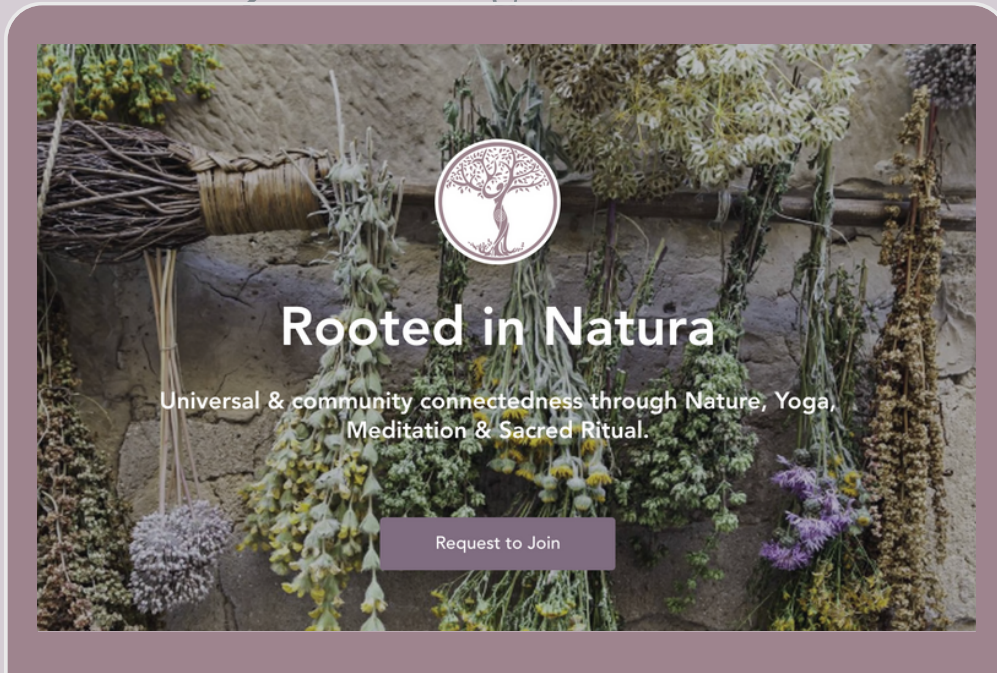 Rooted in Natura
Universal & community connectedness through Nature, Yoga,
Meditation & Sacred Ritual.
Request to Join